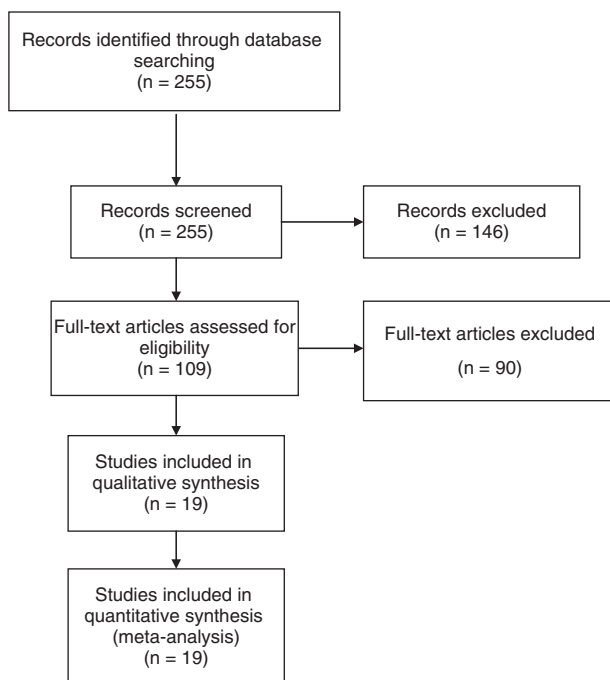 Records identified through database
searching
(n = 255)
Records screened
(n = 255)
Records excluded
(n = 146)
Full-text articles assessed for
eligibility
(n = 109)
Full-text articles excluded
(n = 90)
Studies included in
qualitative synthesis
(n = 19)
Studies included in
quantitative synthesis
(meta-analysis)
n = 19)